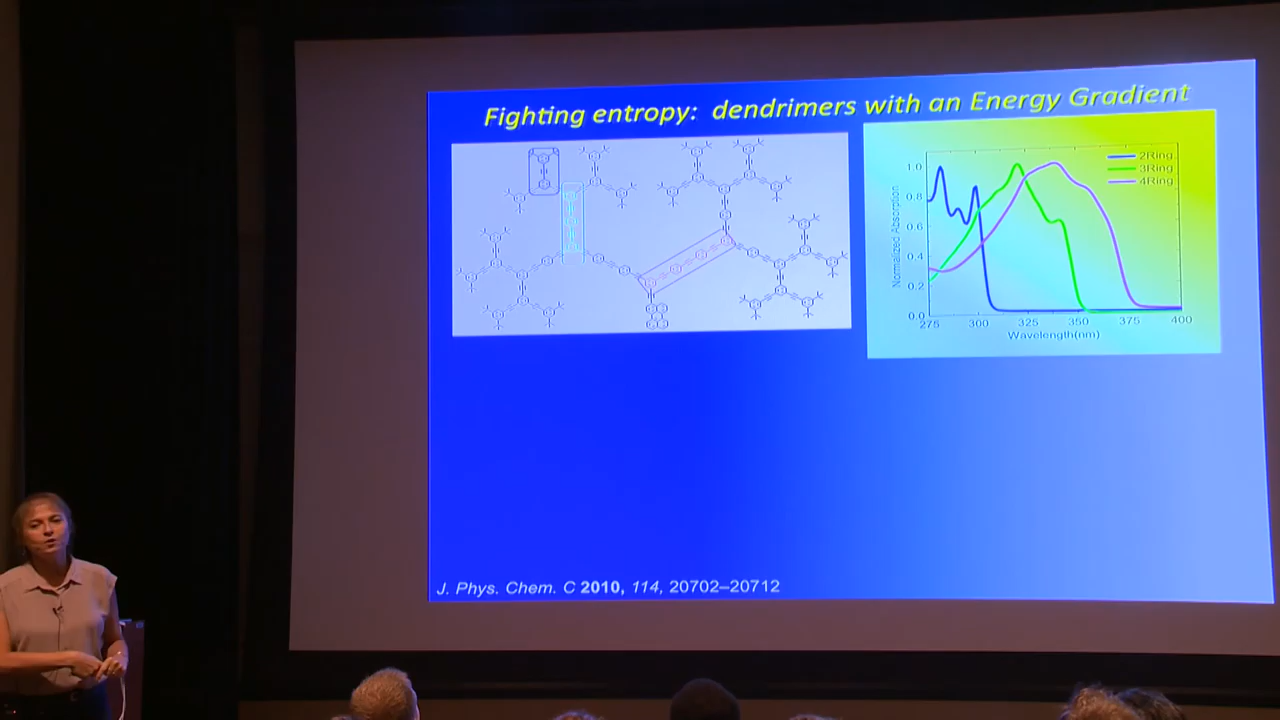 Fighting entropy: dendrimers with an Energy Gradient
2Ring
3Ring
4Ring
Normalized Absorption
1.0
0.8
0.6
0.4
0.2
0.0
275 300 325 350 375 400
Wavelength(nm)
J. Phys. Chem. C 2010, 114, 20702–20712